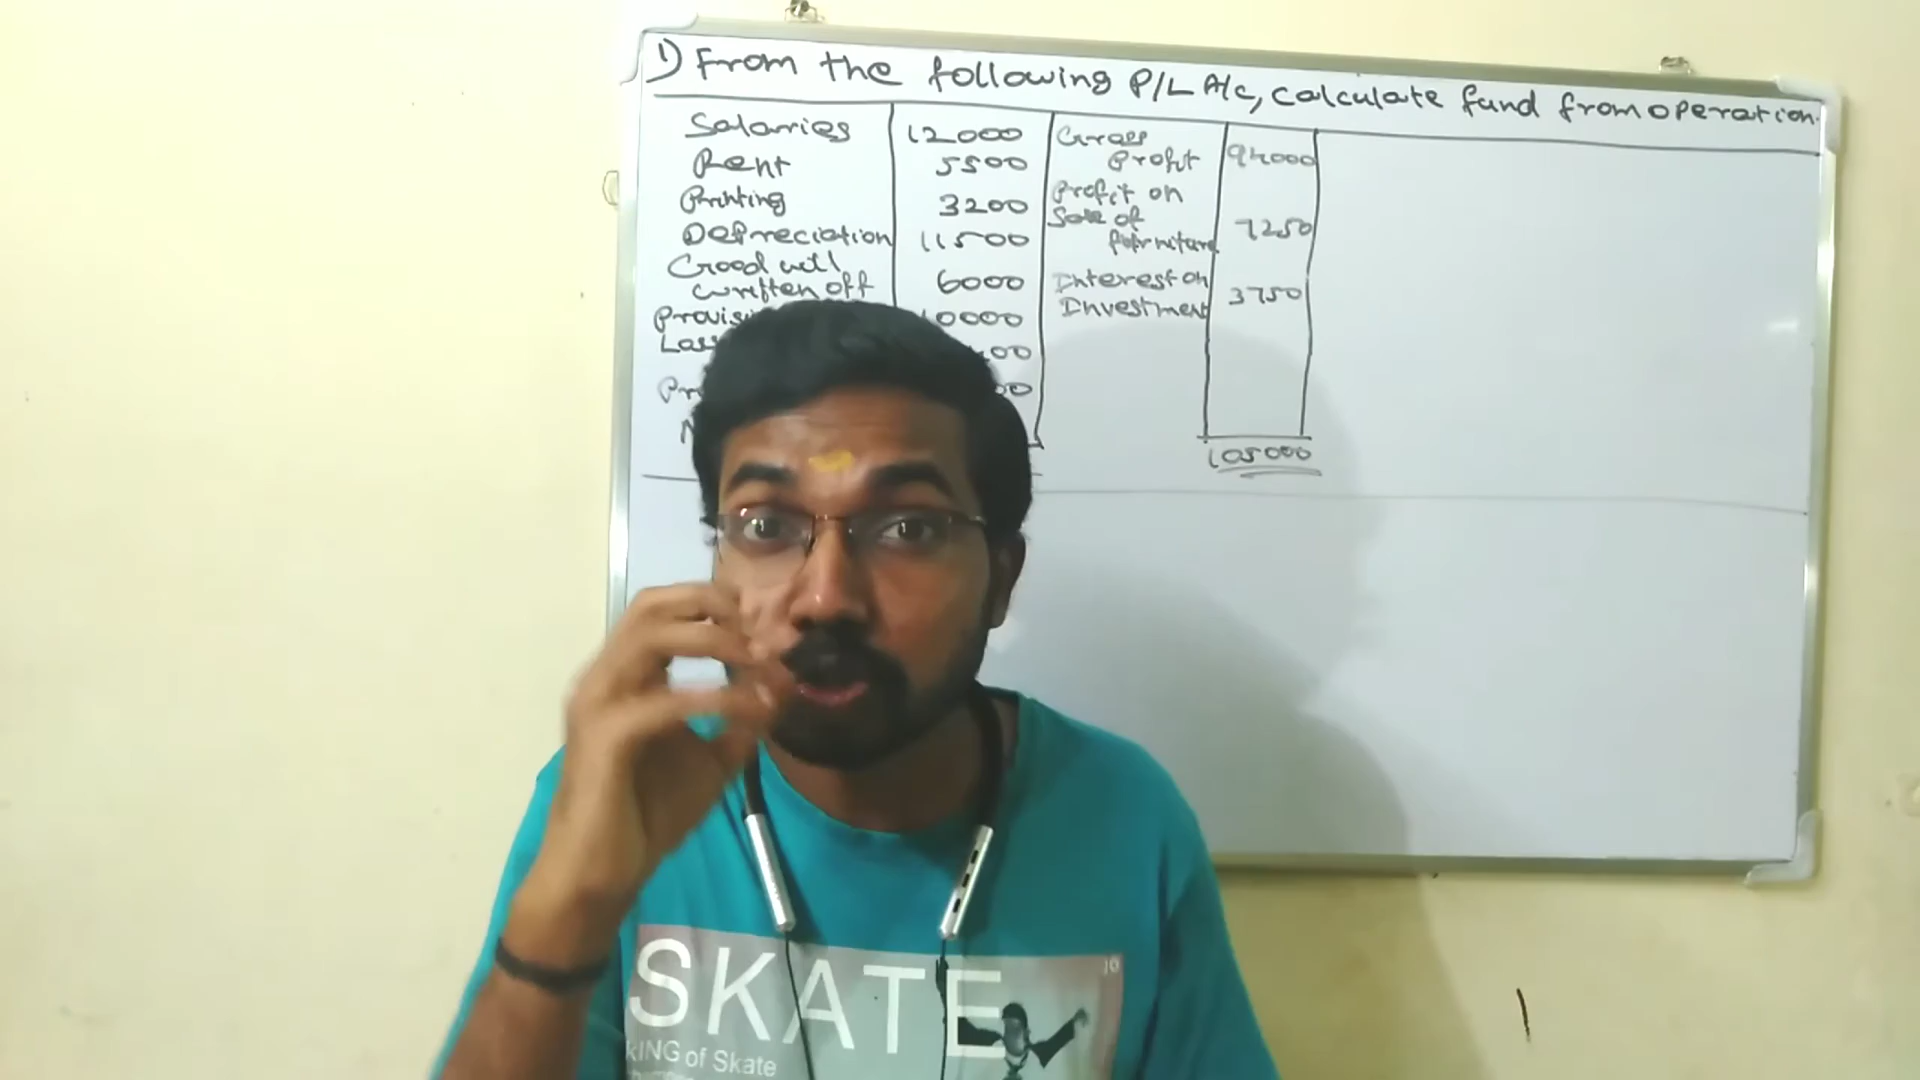 1) From the following P/L A/c, calculate fund from operation.
Salaries 12000 Gross
Rent 5500 Profit 94000
Printing 3200 Profit on
Sale of 7250
Depreciation 11500 furniture
Good will
written off 6000 Interest on
Investment 3750
10000
105000
SKATE
KING of Skate
10